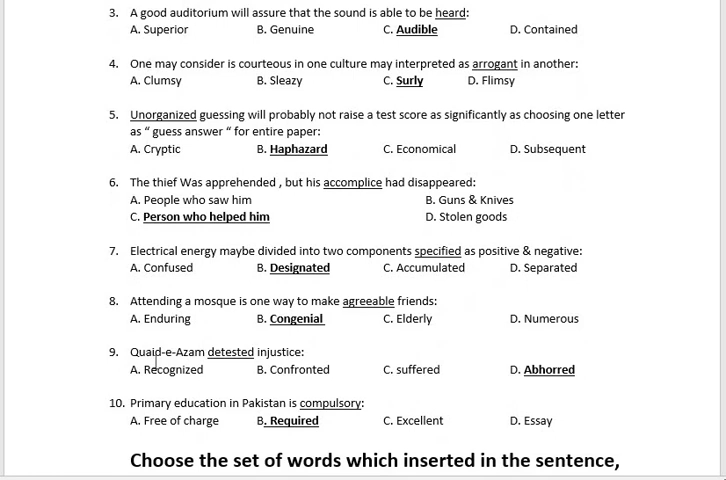 3. A good auditorium will assure that the sound is able to be heard:
A. Superior B. Genuine C. Audible D. Contained
4. One may consider is courteous in one culture may interpreted as arrogant in another:
A. Clumsy B. Sleazy C. Surly D. Flimsy
5. Unorganized guessing will probably not raise a test score as significantly as choosing one letter
as “ guess answer “ for entire paper:
A. Cryptic B. Haphazard C. Economical D. Subsequent
6. The thief Was apprehended , but his accomplice had disappeared:
A. People who saw him B. Guns & Knives
C. Person who helped him D. Stolen goods
7. Electrical energy maybe divided into two components specified as positive & negative:
A. Confused B. Designated C. Accumulated D. Separated
8. Attending a mosque is one way to make agreeable friends:
A. Enduring B. Congenial C. Elderly D. Numerous
9. Quaid-e-Azam detested injustice:
A. Recognized B. Confronted C. suffered D. Abhorred
10. Primary education in Pakistan is compulsory:
A. Free of charge B. Required C. Excellent D. Essay
Choose the set of words which inserted in the sentence,